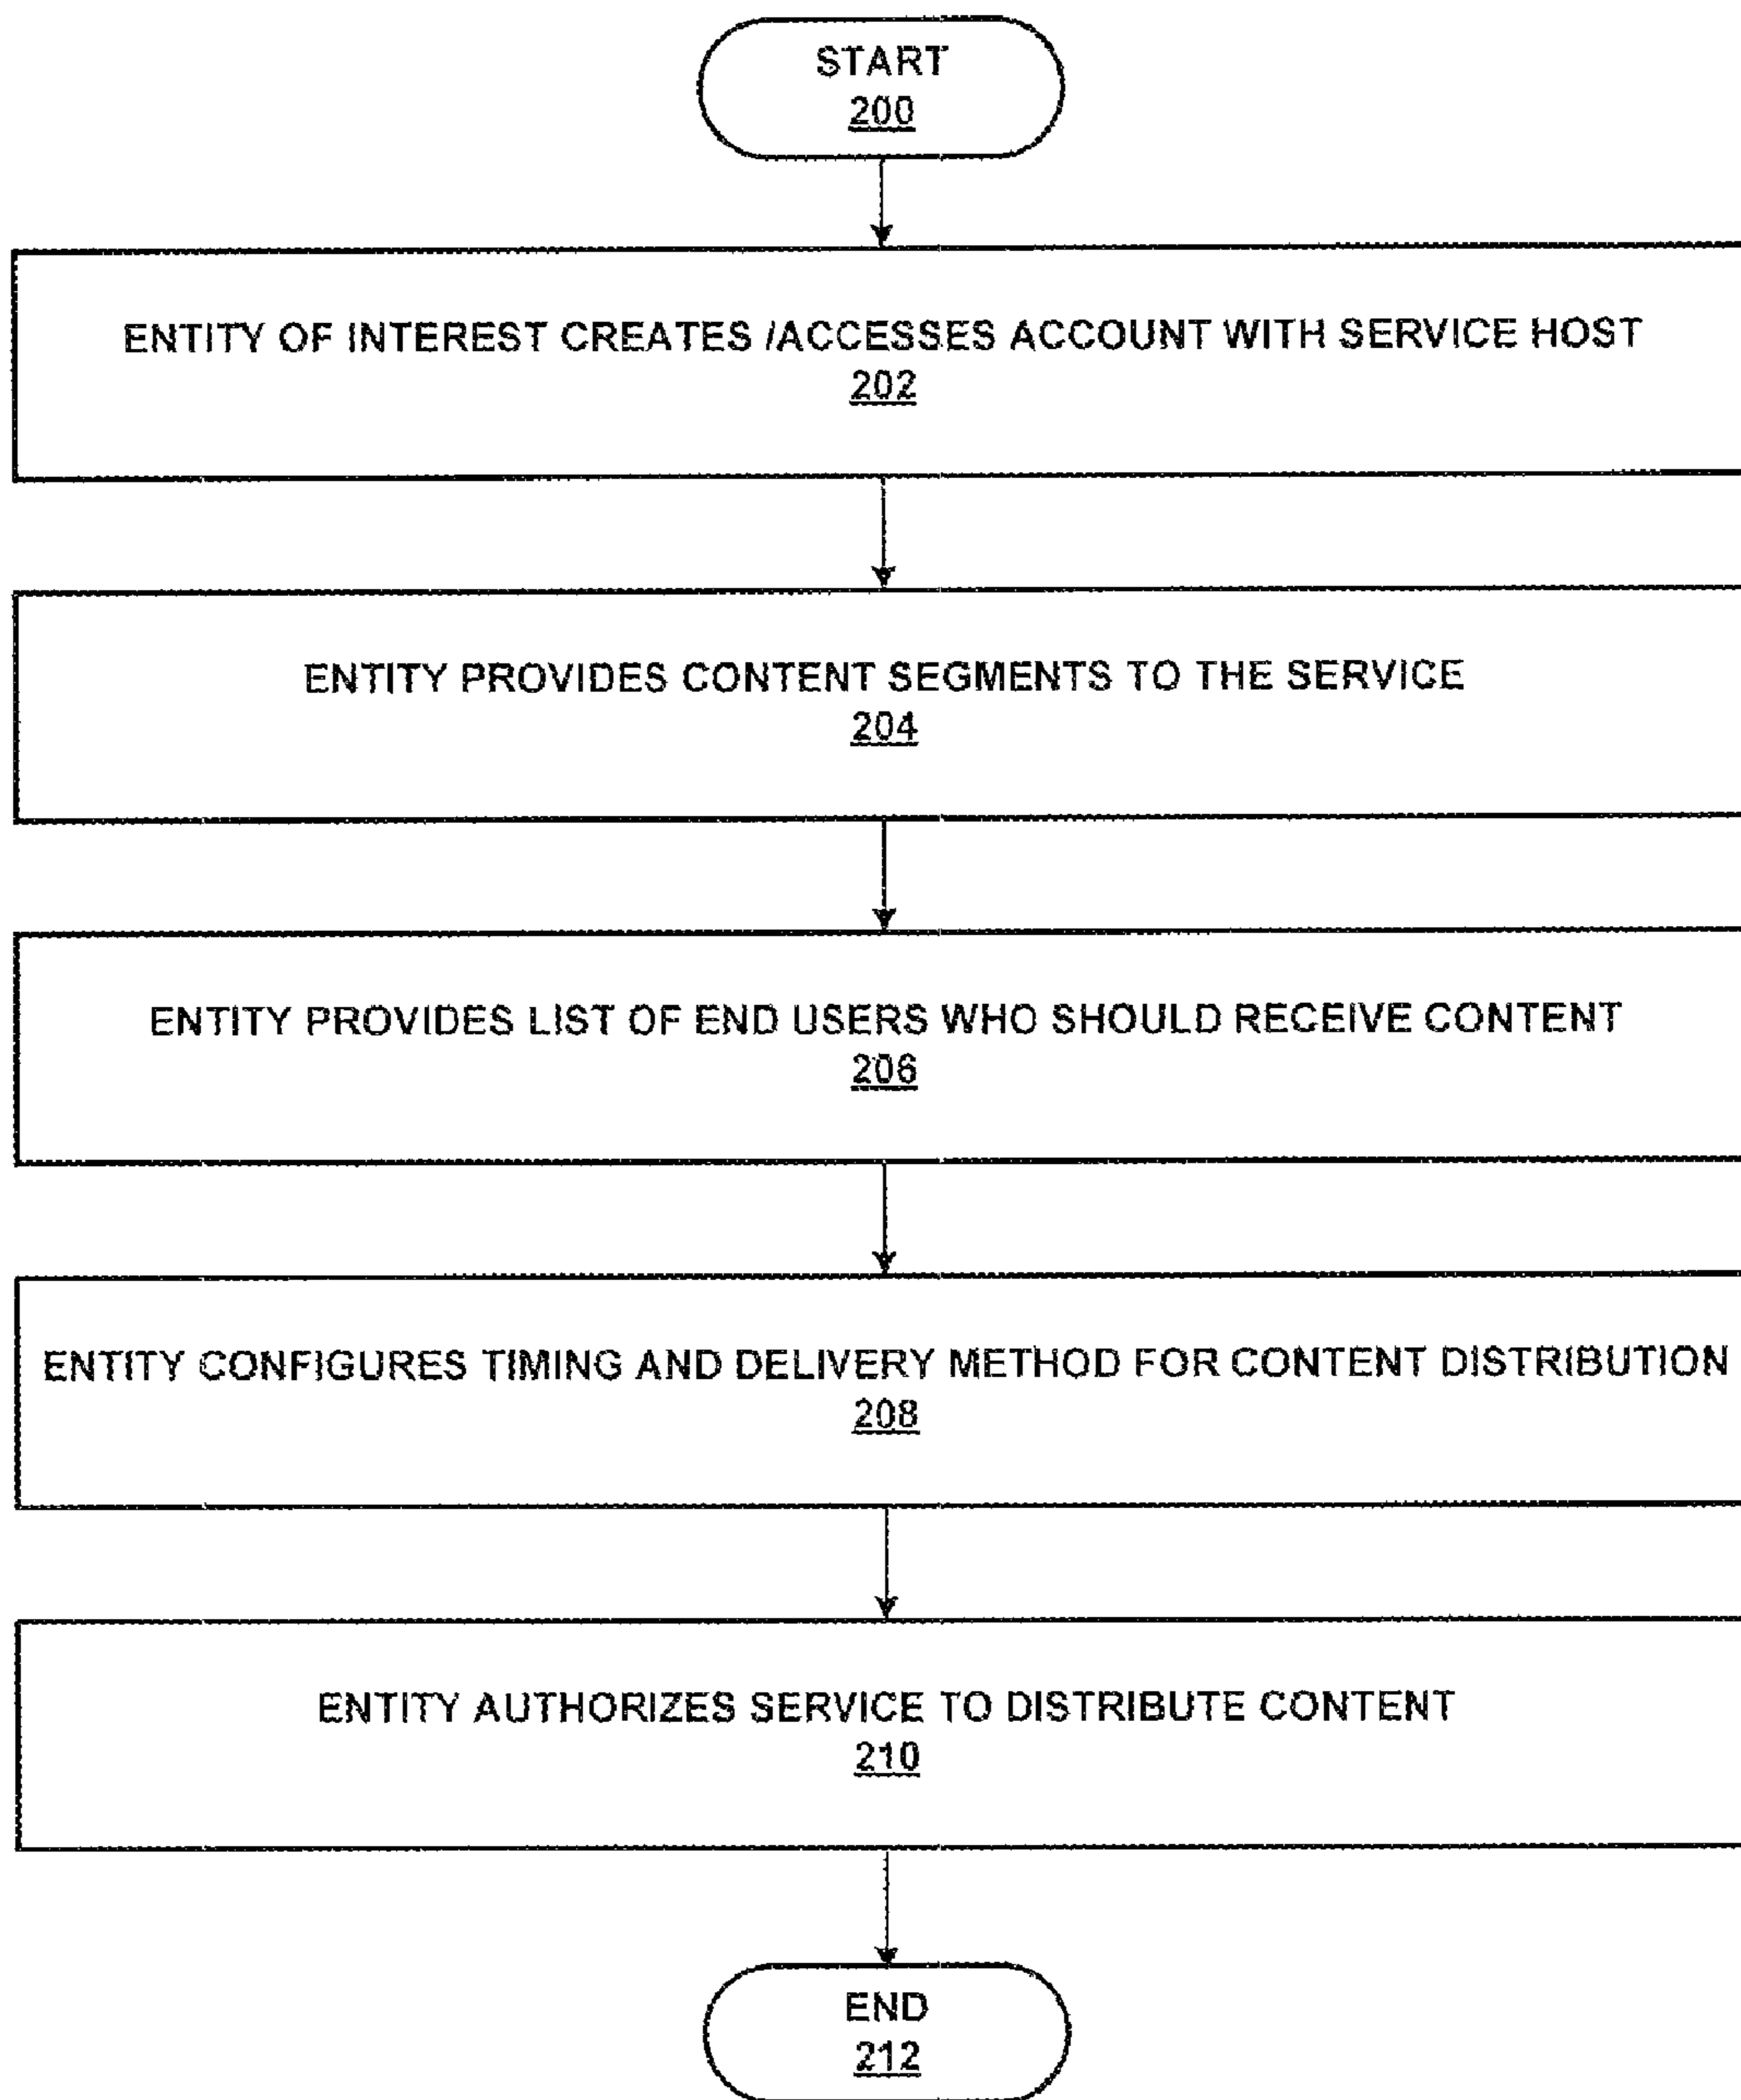 START
200
ENTITY OF INTEREST CREATES /ACCESSES ACCOUNT WITH SERVICE HOST
202
ENTITY PROVIDES CONTENT SEGMENTS TO THE SERVICE
204
ENTITY PROVIDES LIST OF END USERS WHO SHOULD RECEIVE CONTENT
206
ENTITY CONFIGURES TIMING AND DELIVERY METHOD FOR CONTENT DISTRIBUTION
208
ENTITY AUTHORIZES SERVICE TO DISTRIBUTE CONTENT
210
END
212